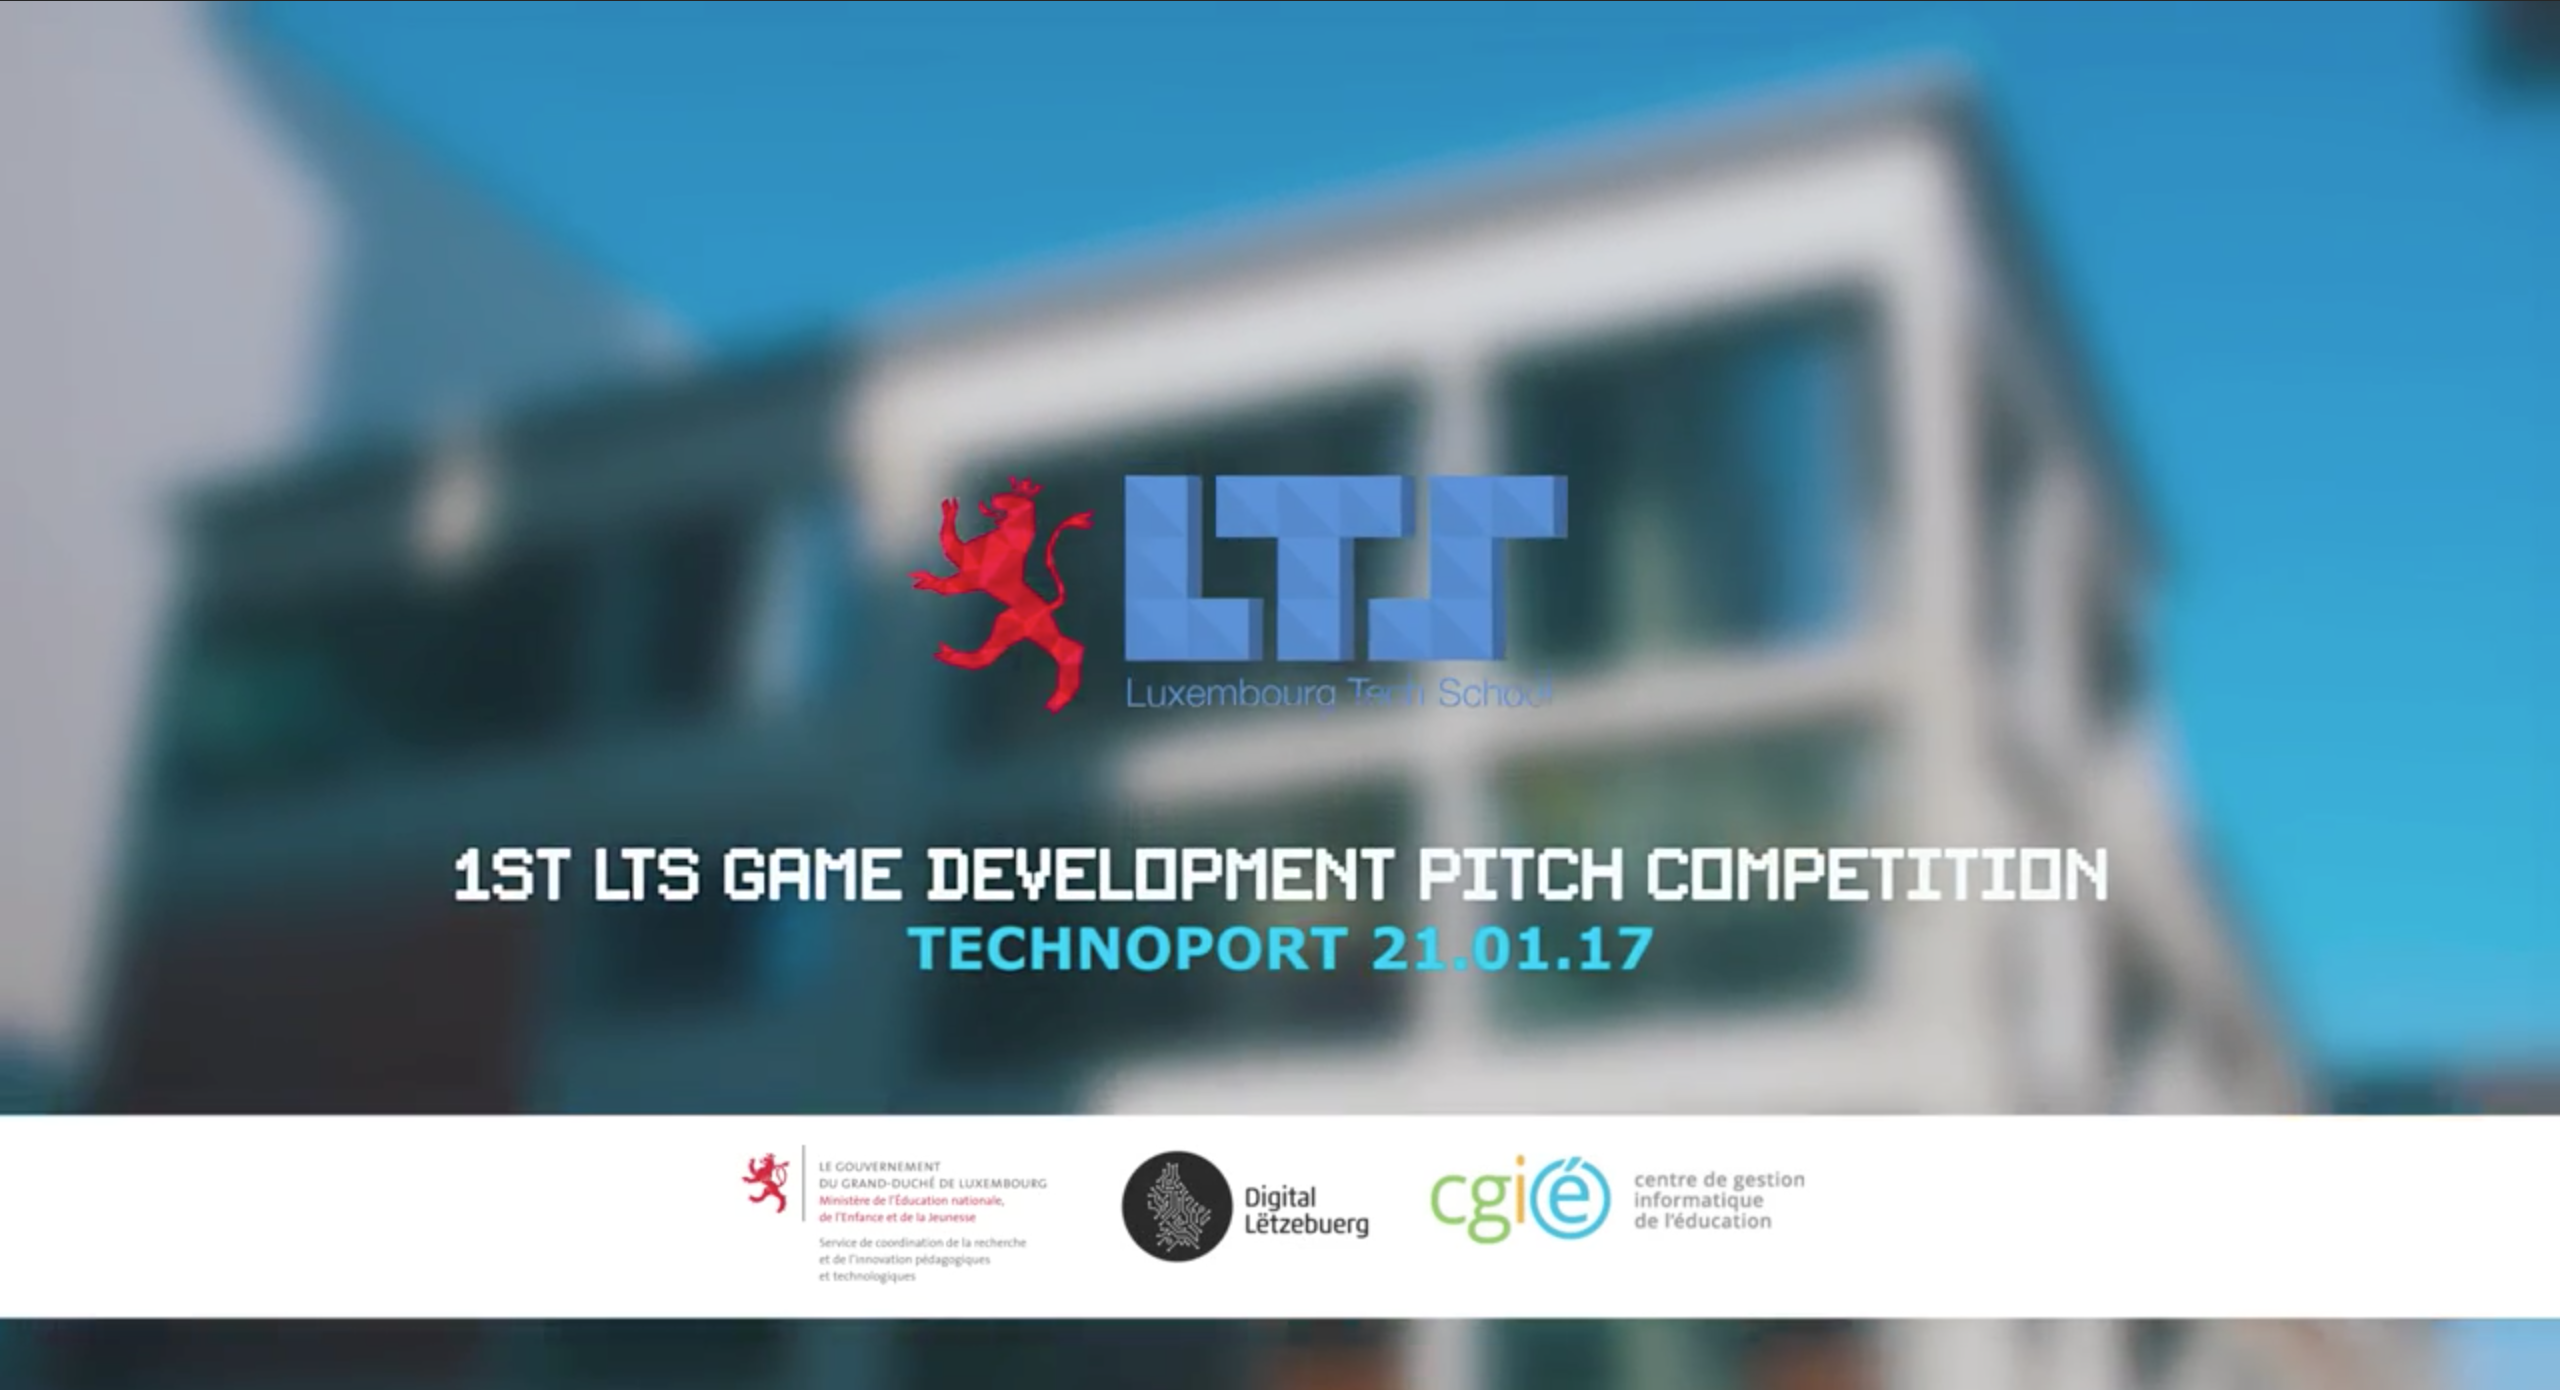 LTS
Luxembourg Tech School
1ST LTS GAME DEVELOPMENT PITCH COMPETITION
TECHNOPORT 21.01.17
LE GOUVERNEMENT
DU GRAND-DUCHÉ DE LUXEMBOURG
Ministère de l'Éducation nationale,
de l'Enfance et de la Jeunesse
Service de coordination de la recherche
et de l'innovation pédagogiques
et technologiques
Digital
Lëtzebuerg
cgié
centre de gestion
informatique
de l'éducation